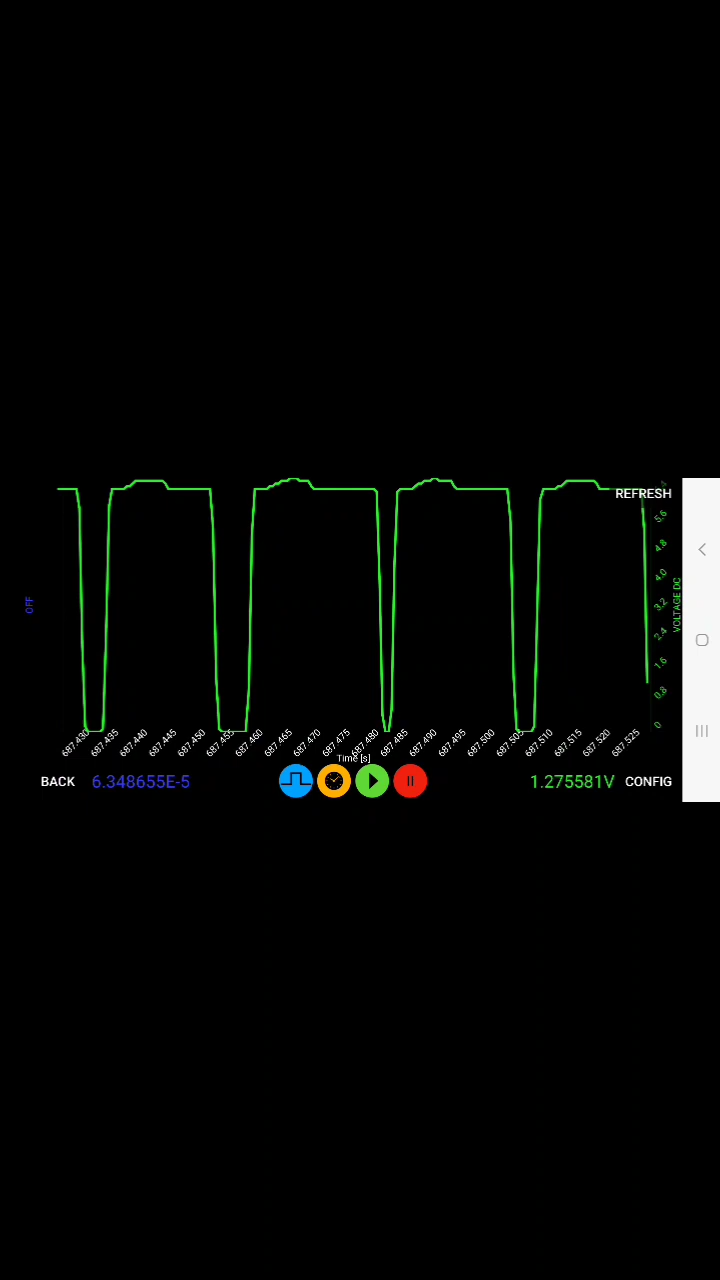 REFRESH
5.6
4.8
4.0
3.2
2.4
1.6
0.8
0
VOLTAGE DC
OFF
687.430 687.435 687.440 687.445 687.450 687.455 687.460 687.465 687.470 687.475 687.480 687.485 687.490 687.495 687.500 687.505 687.510 687.515 687.520 687.525
Time [s]
BACK 6.348655E-5 1.275581V CONFIG